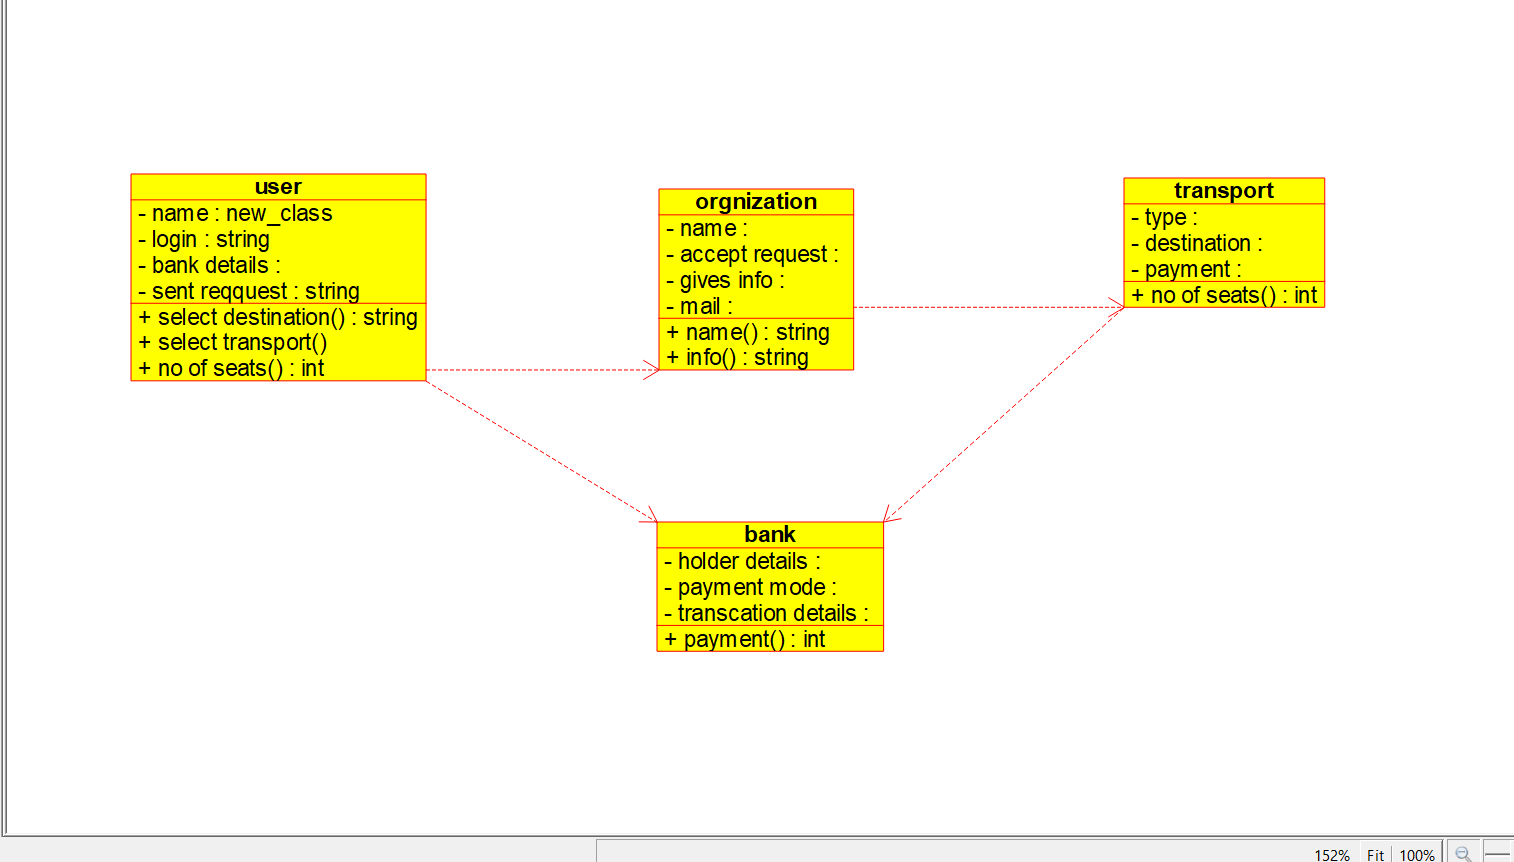 user
- name : new_class
- login : string
- bank details :
- sent reqquest : string
+ select destination() : string
+ select transport()
+ no of seats() : int
orgnization
- name :
- accept request :
- gives info :
- mail :
+ name() : string
+ info() : string
transport
- type :
- destination :
- payment :
+ no of seats() : int
bank
- holder details :
- payment mode :
- transcation details :
+ payment() : int
152% Fit 100%